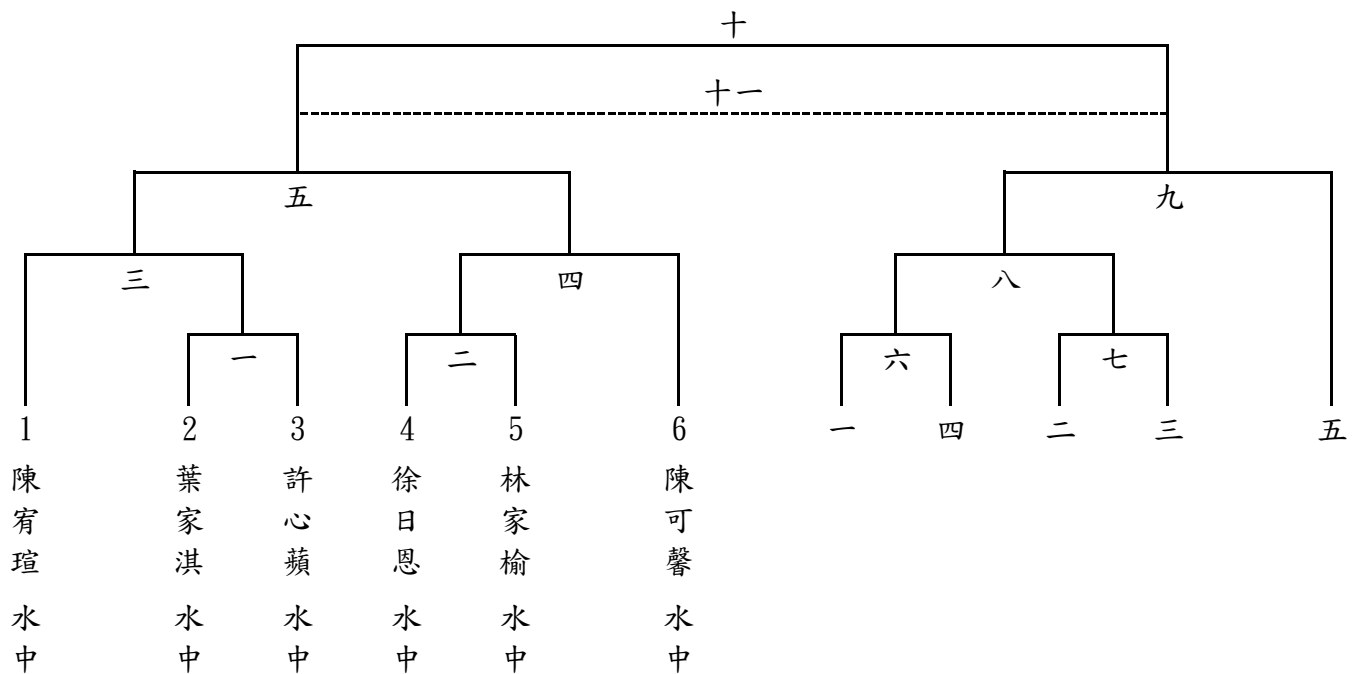 十
十一
五
九
三
四
八
一
二
六
七
1
2
3
4
5
6
一
四
二
三
五
陳宥瑄
葉家淇
許心蘋
徐日恩
林家榆
陳可馨
水中
水中
水中
水中
水中
水中